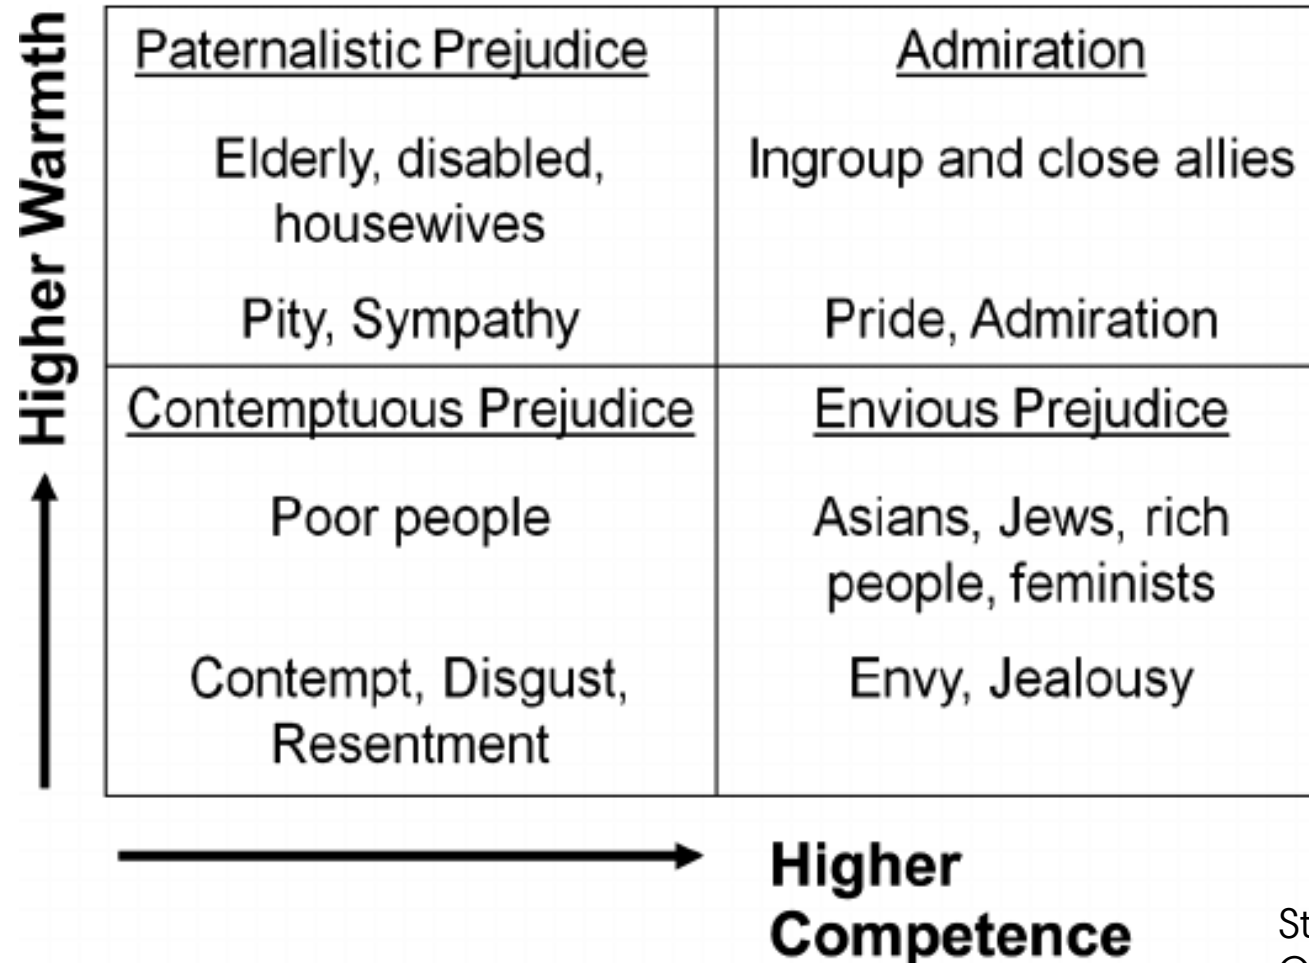 Higher Warmth
Paternalistic Prejudice
Elderly, disabled,
housewives
Pity, Sympathy
Admiration
Ingroup and close allies
Pride, Admiration
Contemptuous Prejudice
Poor people
Contempt, Disgust,
Resentment
Envious Prejudice
Asians, Jews, rich
people, feminists
Envy, Jealousy
Higher
Competence